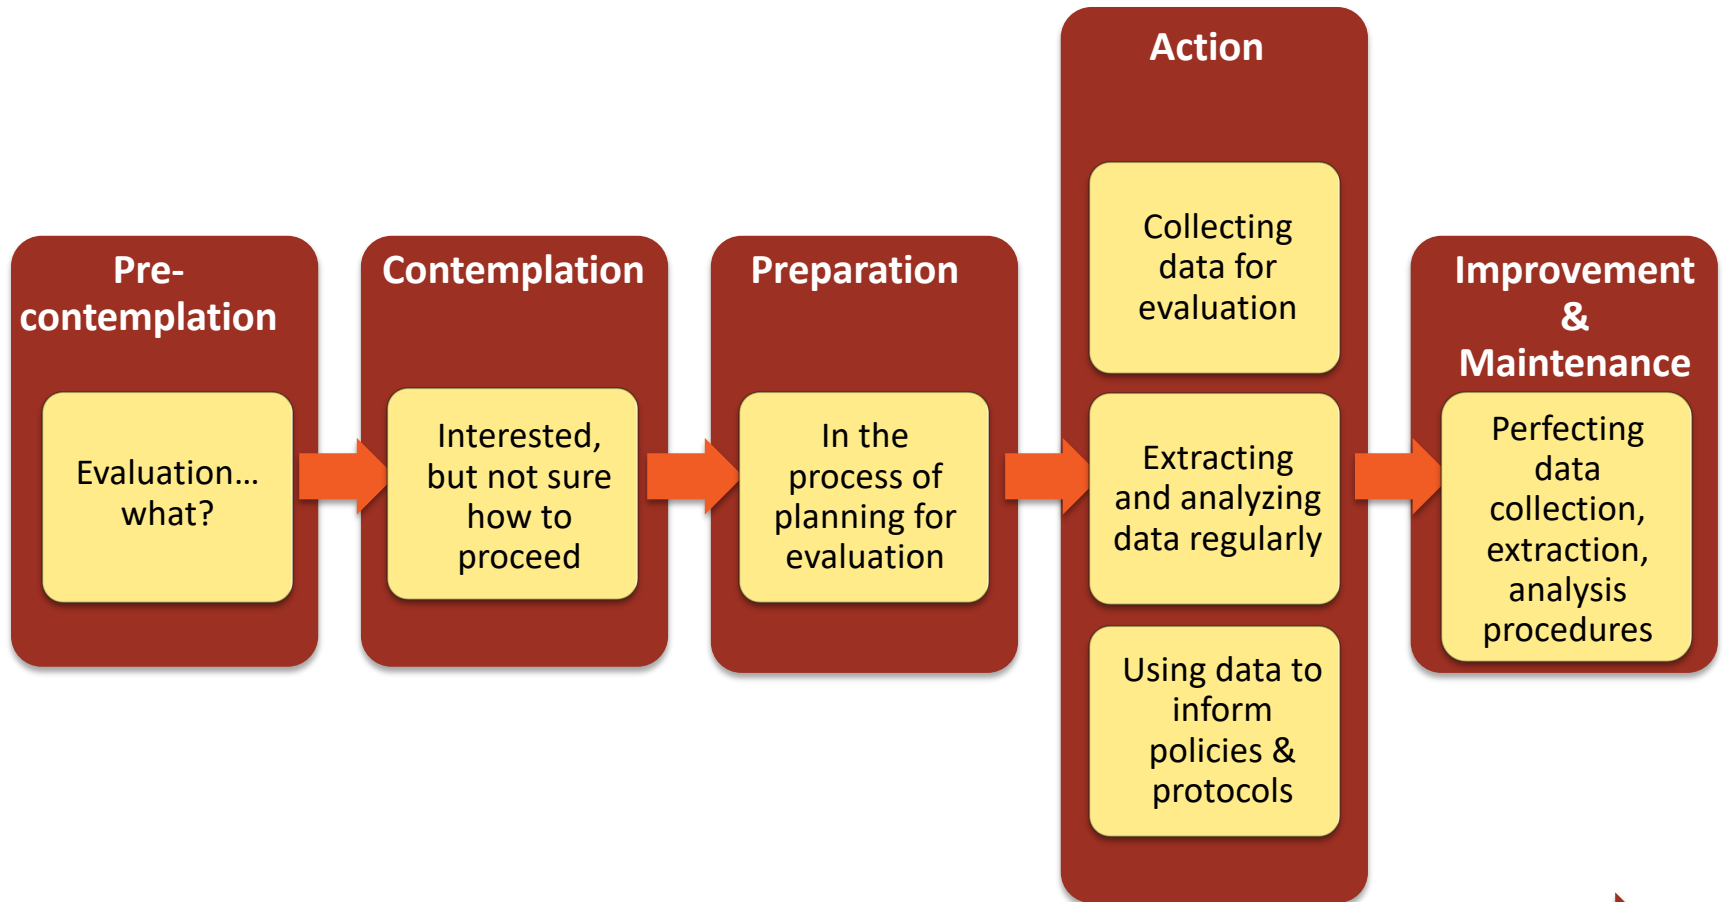 Pre-
contemplation
Evaluation…
what?
Contemplation
Interested,
but not sure
how to
proceed
Preparation
In the
process of
planning for
evaluation
Action
Collecting
data for
evaluation
Extracting
and analyzing
data regularly
Using data to
inform
policies &
protocols
Improvement
&
Maintenance
Perfecting
data
collection,
extraction,
analysis
procedures